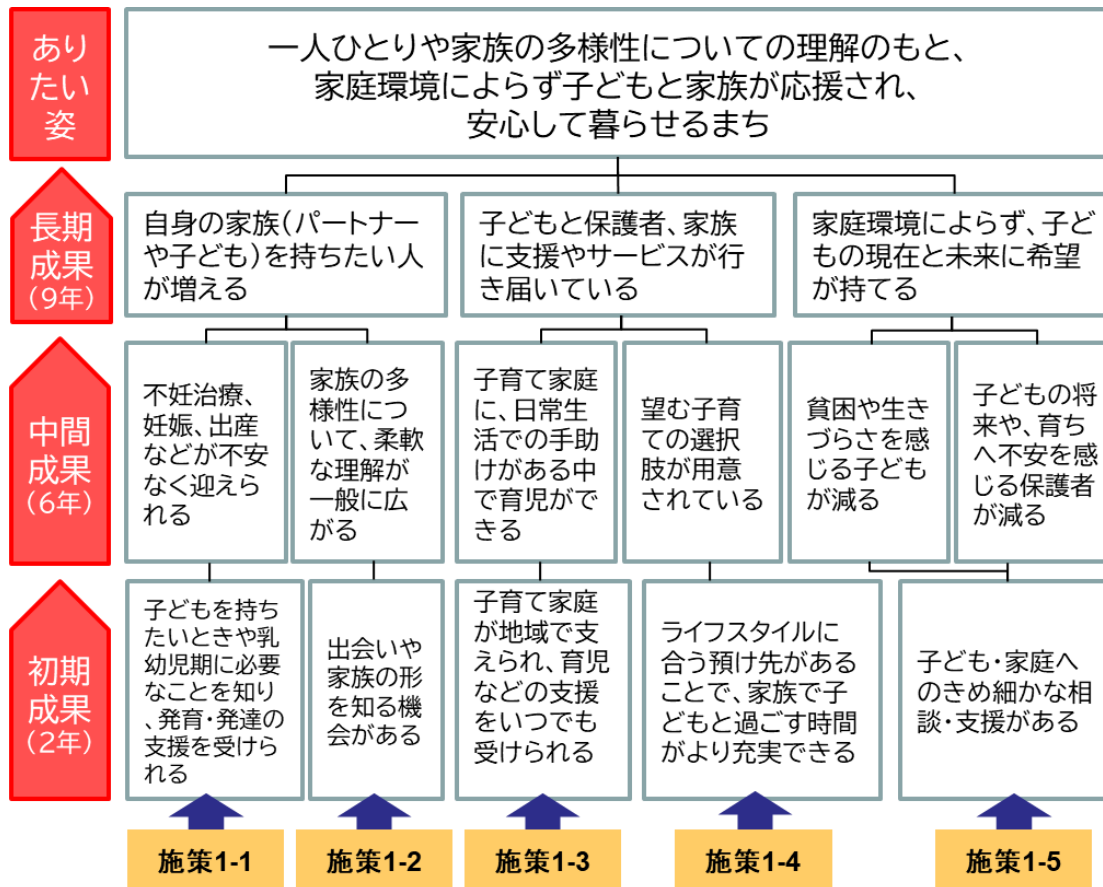 ありたい姿
一人ひとりや家族の多様性についての理解のもと、
家庭環境によらず子どもと家族が応援され、
安心して暮らせるまち
長期
成果
(9年)
自身の家族(パートナー
や子ども)を持ちたい人
が増える
子どもと保護者、家族
に支援やサービスが行
き届いている
家庭環境によらず、子ど
もの現在と未来に希望
が持てる
中間
成果
(6年)
不妊治療、
妊娠、出産
などが不安
なく迎えら
れる
家族の多
様性につ
いて、柔軟
な理解が
一般に広
がる
子育て家庭
に、日常生
活での手助
けがある中
で育児がで
きる
望む子育
ての選択
肢が用意
されている
貧困や生き
づらさを感
じる子ども
が減る
子どもの将
来や、育ち
へ不安を感
じる保護者
が減る
初期
成果
(2年)
子どもを持ち
たいときや乳
幼児期に必要
なことを知り
、発育・発達の
支援を受けら
れる
出会いや
家族の形
を知る機
会がある
子育て家庭
が地域で支
えられ、育児
などの支援
をいつでも
受けられる
ライフスタイルに
合う預け先がある
ことで、家族で子
どもと過ごす時間
がより充実できる
子ども・家庭へ
のきめ細かな相
談・支援がある
施策1-1
施策1-2
施策1-3
施策1-4
施策1-5